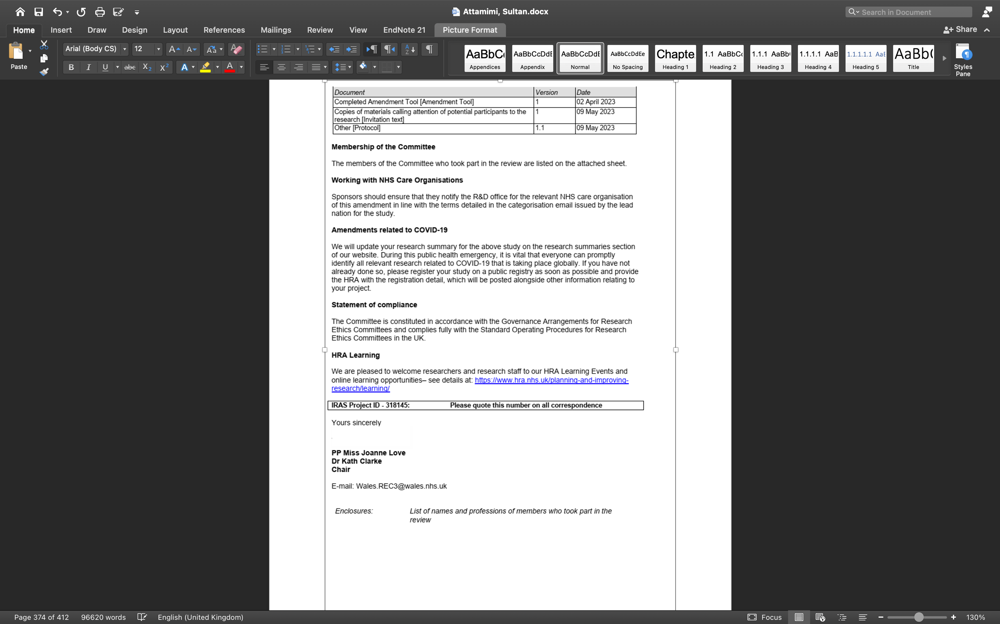 Attamimi, Sultan.docx
Search in Document
Home Insert Draw Design Layout References Mailings Review View EndNote 21 Picture Format Share
Paste
Arial (Body CS) 12
AaBbC AaBbCcDdE AaBbCcDdE AaBbCcDdEe Chapte 1.1 AaBbC 1.1.1 AaBb 1.1.1.1 AaB 1.1.1.1.1 AaB AaBb(
Appendices Appendix Normal No Spacing Heading 1 Heading 2 Heading 3 Heading 4 Heading 5 Title
Styles
Pane
Document Version Date
Completed Amendment Tool [Amendment Tool] 1 02 April 2023
Copies of materials calling attention of potential participants to the 1 09 May 2023
research [Invitation text]
Other [Protocol] 1.1 09 May 2023
Membership of the Committee
The members of the Committee who took part in the review are listed on the attached sheet.
Working with NHS Care Organisations
Sponsors should ensure that they notify the R&D office for the relevant NHS care organisation
of this amendment in line with the terms detailed in the categorisation email issued by the lead
nation for the study.
Amendments related to COVID-19
We will update your research summary for the above study on the research summaries section
of our website. During this public health emergency, it is vital that everyone can promptly
identify all relevant research related to COVID-19 that is taking place globally. If you have not
already done so, please register your study on a public registry as soon as possible and provide
the HRA with the registration detail, which will be posted alongside other information relating to
your project.
Statement of compliance
The Committee is constituted in accordance with the Governance Arrangements for Research
Ethics Committees and complies fully with the Standard Operating Procedures for Research
Ethics Committees in the UK.
HRA Learning
We are pleased to welcome researchers and research staff to our HRA Learning Events and
online learning opportunities– see details at: https://www.hra.nhs.uk/planning-and-improving-
research/learning/
IRAS Project ID - 318145: Please quote this number on all correspondence
Yours sincerely
PP Miss Joanne Love
Dr Kath Clarke
Chair
E-mail: Wales.REC3@wales.nhs.uk
Enclosures: List of names and professions of members who took part in the
review
Page 374 of 412 96620 words English (United Kingdom) Focus 130%